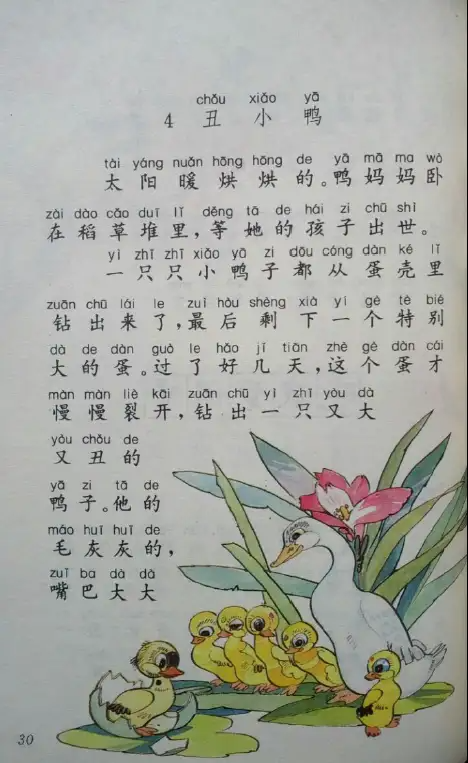 chǒu xiǎo yā
4 丑小鸭
tài yáng nuǎn hōng hōng de yā mā ma wò
太阳暖烘烘的。鸭妈妈卧
zài dào cǎo duī lǐ děng tā de hái zi chū shì
在稻草堆里,等她的孩子出世。
yì zhī zhī xiǎo yā zi dōu cóng dàn ké lǐ
一只只小鸭子都从蛋壳里
zuān chū lái le zuì hòu shèng xià yí gè tè bié
钻出来了,最后剩下一个特别
dà de dàn guò le hǎo jǐ tiān zhè gè dàn cái
大的蛋。过了好几天,这个蛋才
màn màn liè kāi zuān chū yì zhī yòu dà
慢慢裂开,钻出一只又大
yòu chǒu de
又丑的
yā zi tā de
鸭子。他的
máo huī huī de
毛灰灰的,
zuǐ ba dà dà
嘴巴大大
30